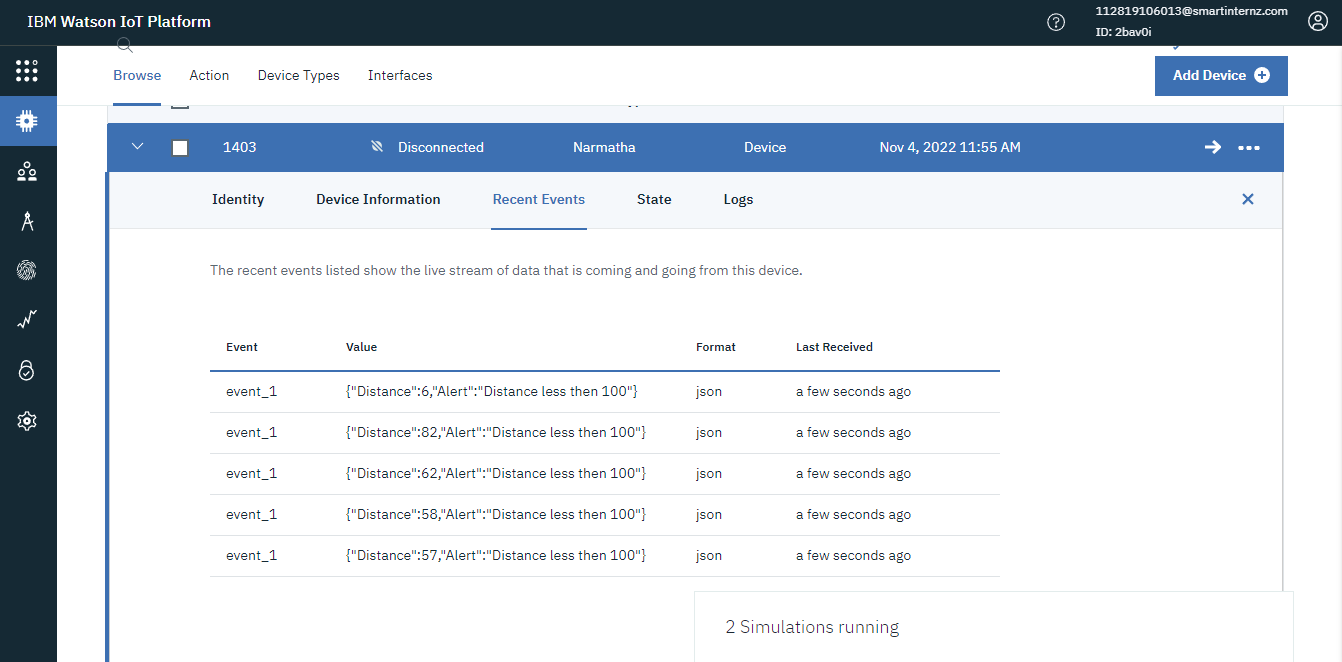 IBM Watson IoT Platform
112819106013@smartinternz.com
ID: 2bav0i
Browse Action Device Types Interfaces
Add Device
1403 Disconnected Narmatha Device Nov 4, 2022 11:55 AM
Identity Device Information Recent Events State Logs
The recent events listed show the live stream of data that is coming and going from this device.
Event Value Format Last Received
event_1 {"Distance":6,"Alert":"Distance less then 100"} json a few seconds ago
event_1 {"Distance":82,"Alert":"Distance less then 100"} json a few seconds ago
event_1 {"Distance":62,"Alert":"Distance less then 100"} json a few seconds ago
event_1 {"Distance":58,"Alert":"Distance less then 100"} json a few seconds ago
event_1 {"Distance":57,"Alert":"Distance less then 100"} json a few seconds ago
2 Simulations running